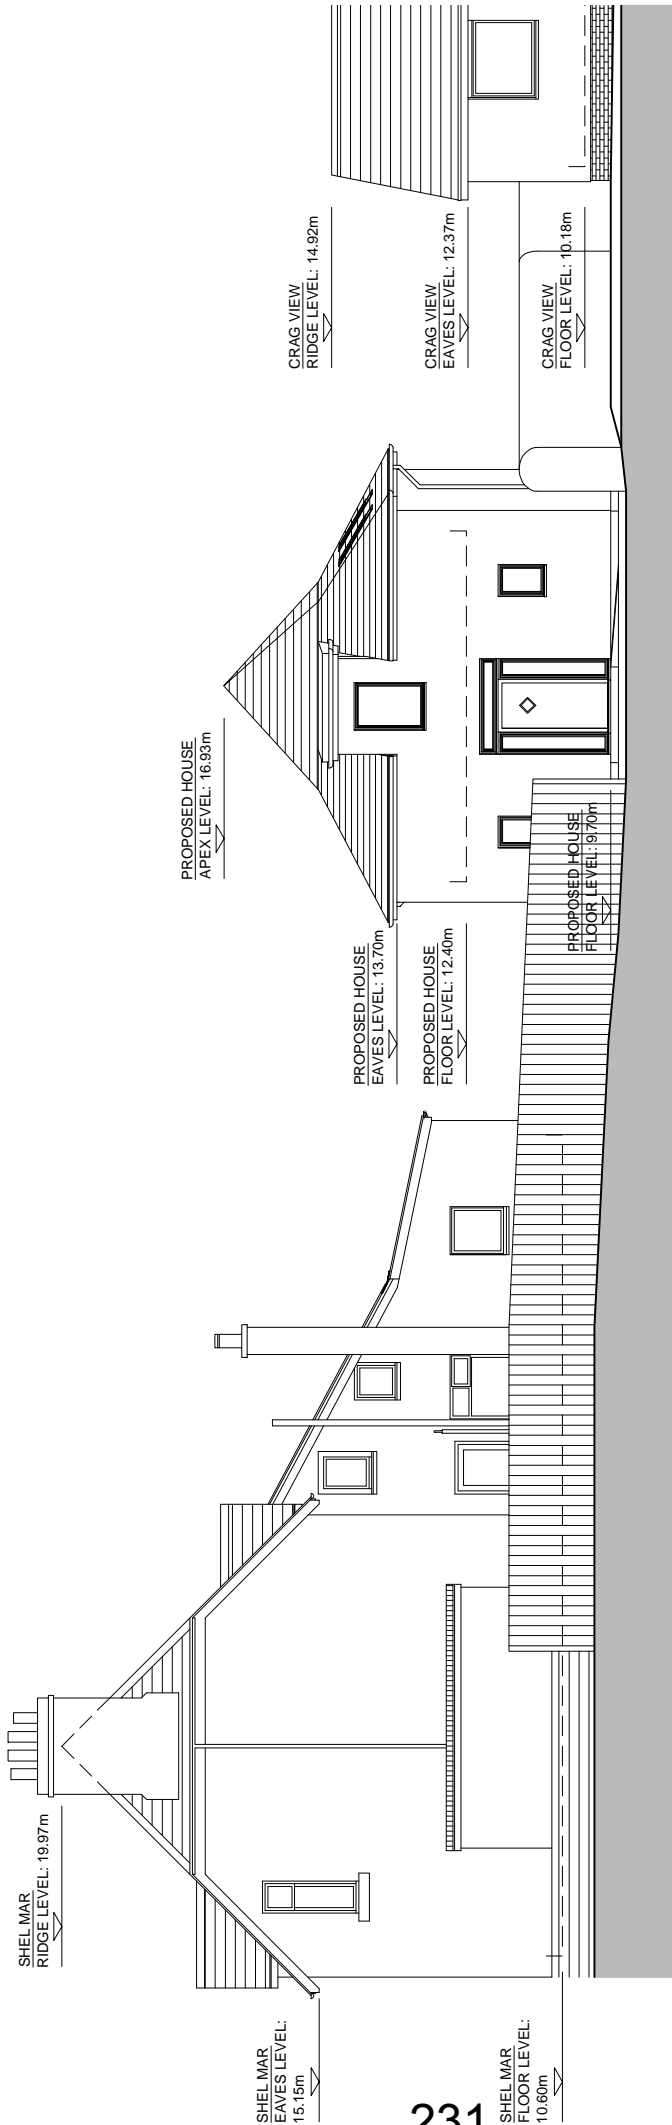 SHEL MAR
RIDGE LEVEL: 19.97m
SHEL MAR
EAVES LEVEL:
15.15m
SHEL MAR
FLOOR LEVEL:
10.60m
PROPOSED HOUSE
APEX LEVEL: 16.93m
PROPOSED HOUSE
EAVES LEVEL: 13.70m
PROPOSED HOUSE
FLOOR LEVEL: 12.40m
PROPOSED HOUSE
FLOOR LEVEL: 9.70m
CRAG VIEW
RIDGE LEVEL: 14.92m
CRAG VIEW
EAVES LEVEL: 12.37m
CRAG VIEW
FLOOR LEVEL: 10.18m
231